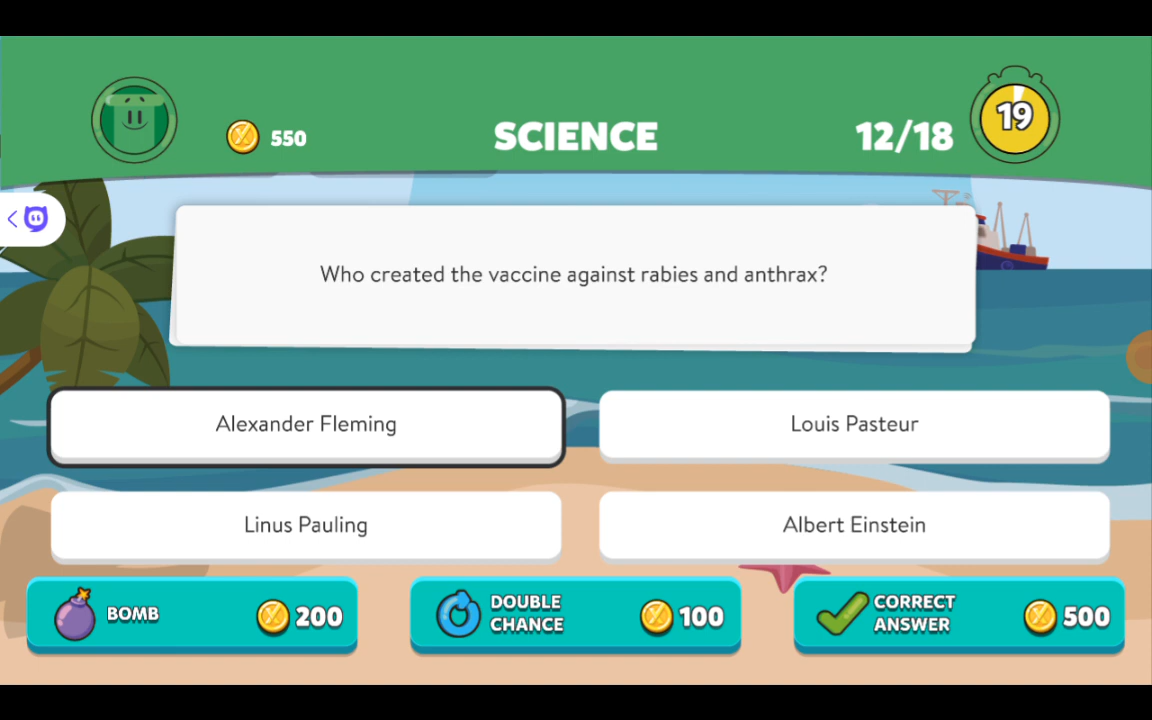 550
SCIENCE
12/18
19
Who created the vaccine against rabies and anthrax?
Alexander Fleming
Louis Pasteur
Linus Pauling
Albert Einstein
BOMB
200
DOUBLE
CHANCE
100
CORRECT
ANSWER
500